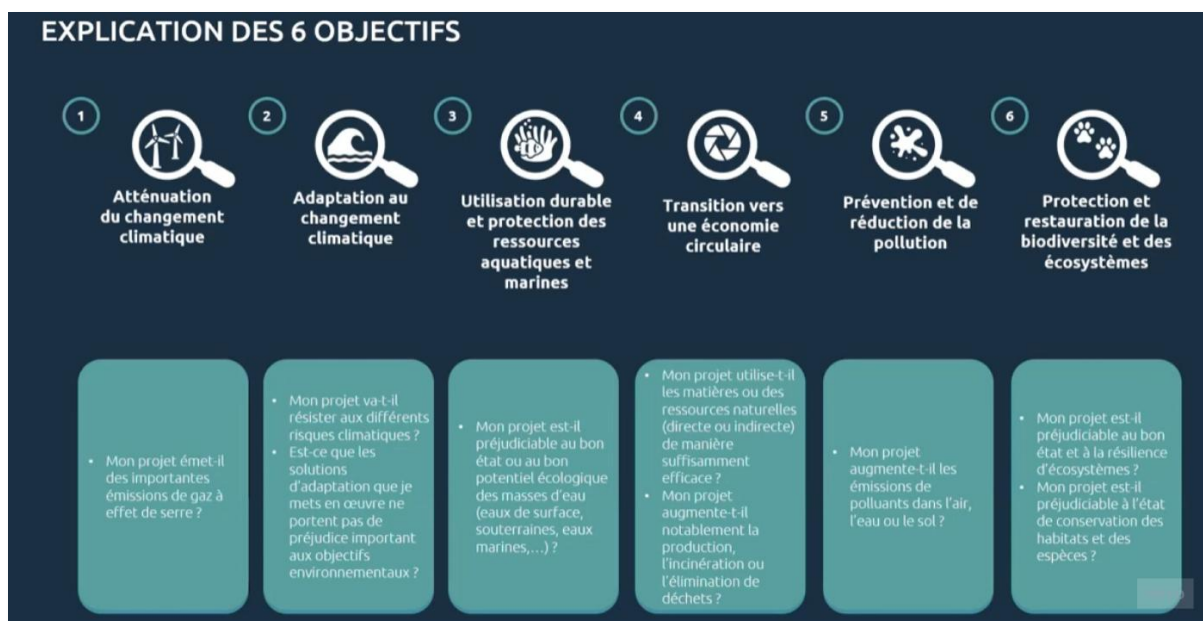 EXPLICATION DES 6 OBJECTIFS
1
Atténuation
du changement
climatique
2
Adaptation au
changement
climatique
3
Utilisation durable
et protection des
ressources
aquatiques et
marines
4
Transition vers
une économie
circulaire
5
Prévention et de
réduction de la
pollution
6
Protection et
restauration de la
biodiversité et des
écosystèmes
• Mon projet émet-il
des importantes
émissions de gaz à
effet de serre ?
• Mon projet va-t-il
résister aux différents
risques climatiques ?
• Est-ce que les
solutions
d'adaptation que je
mets en œuvre ne
portent pas de
préjudice important
aux objectifs
environnementaux ?
• Mon projet est-il
préjudiciable au bon
état ou au bon
potentiel écologique
des masses d'eau
(eaux de surface,
souterraines, eaux
marines,...) ?
• Mon projet utilise-t-il
les matières ou des
ressources naturelles
(directe ou indirecte)
de manière
suffisamment
efficace ?
• Mon projet
augmente-t-il
notablement la
production,
l'incinération ou
l'élimination de
déchets ?
• Mon projet
augmente-t-il les
émissions de
polluants dans l'air,
l'eau ou le sol ?
• Mon projet est-il
préjudiciable au bon
état et à la résilience
d'écosystèmes ?
• Mon projet est-il
préjudiciable à l'état
de conservation des
habitats et des
espèces ?